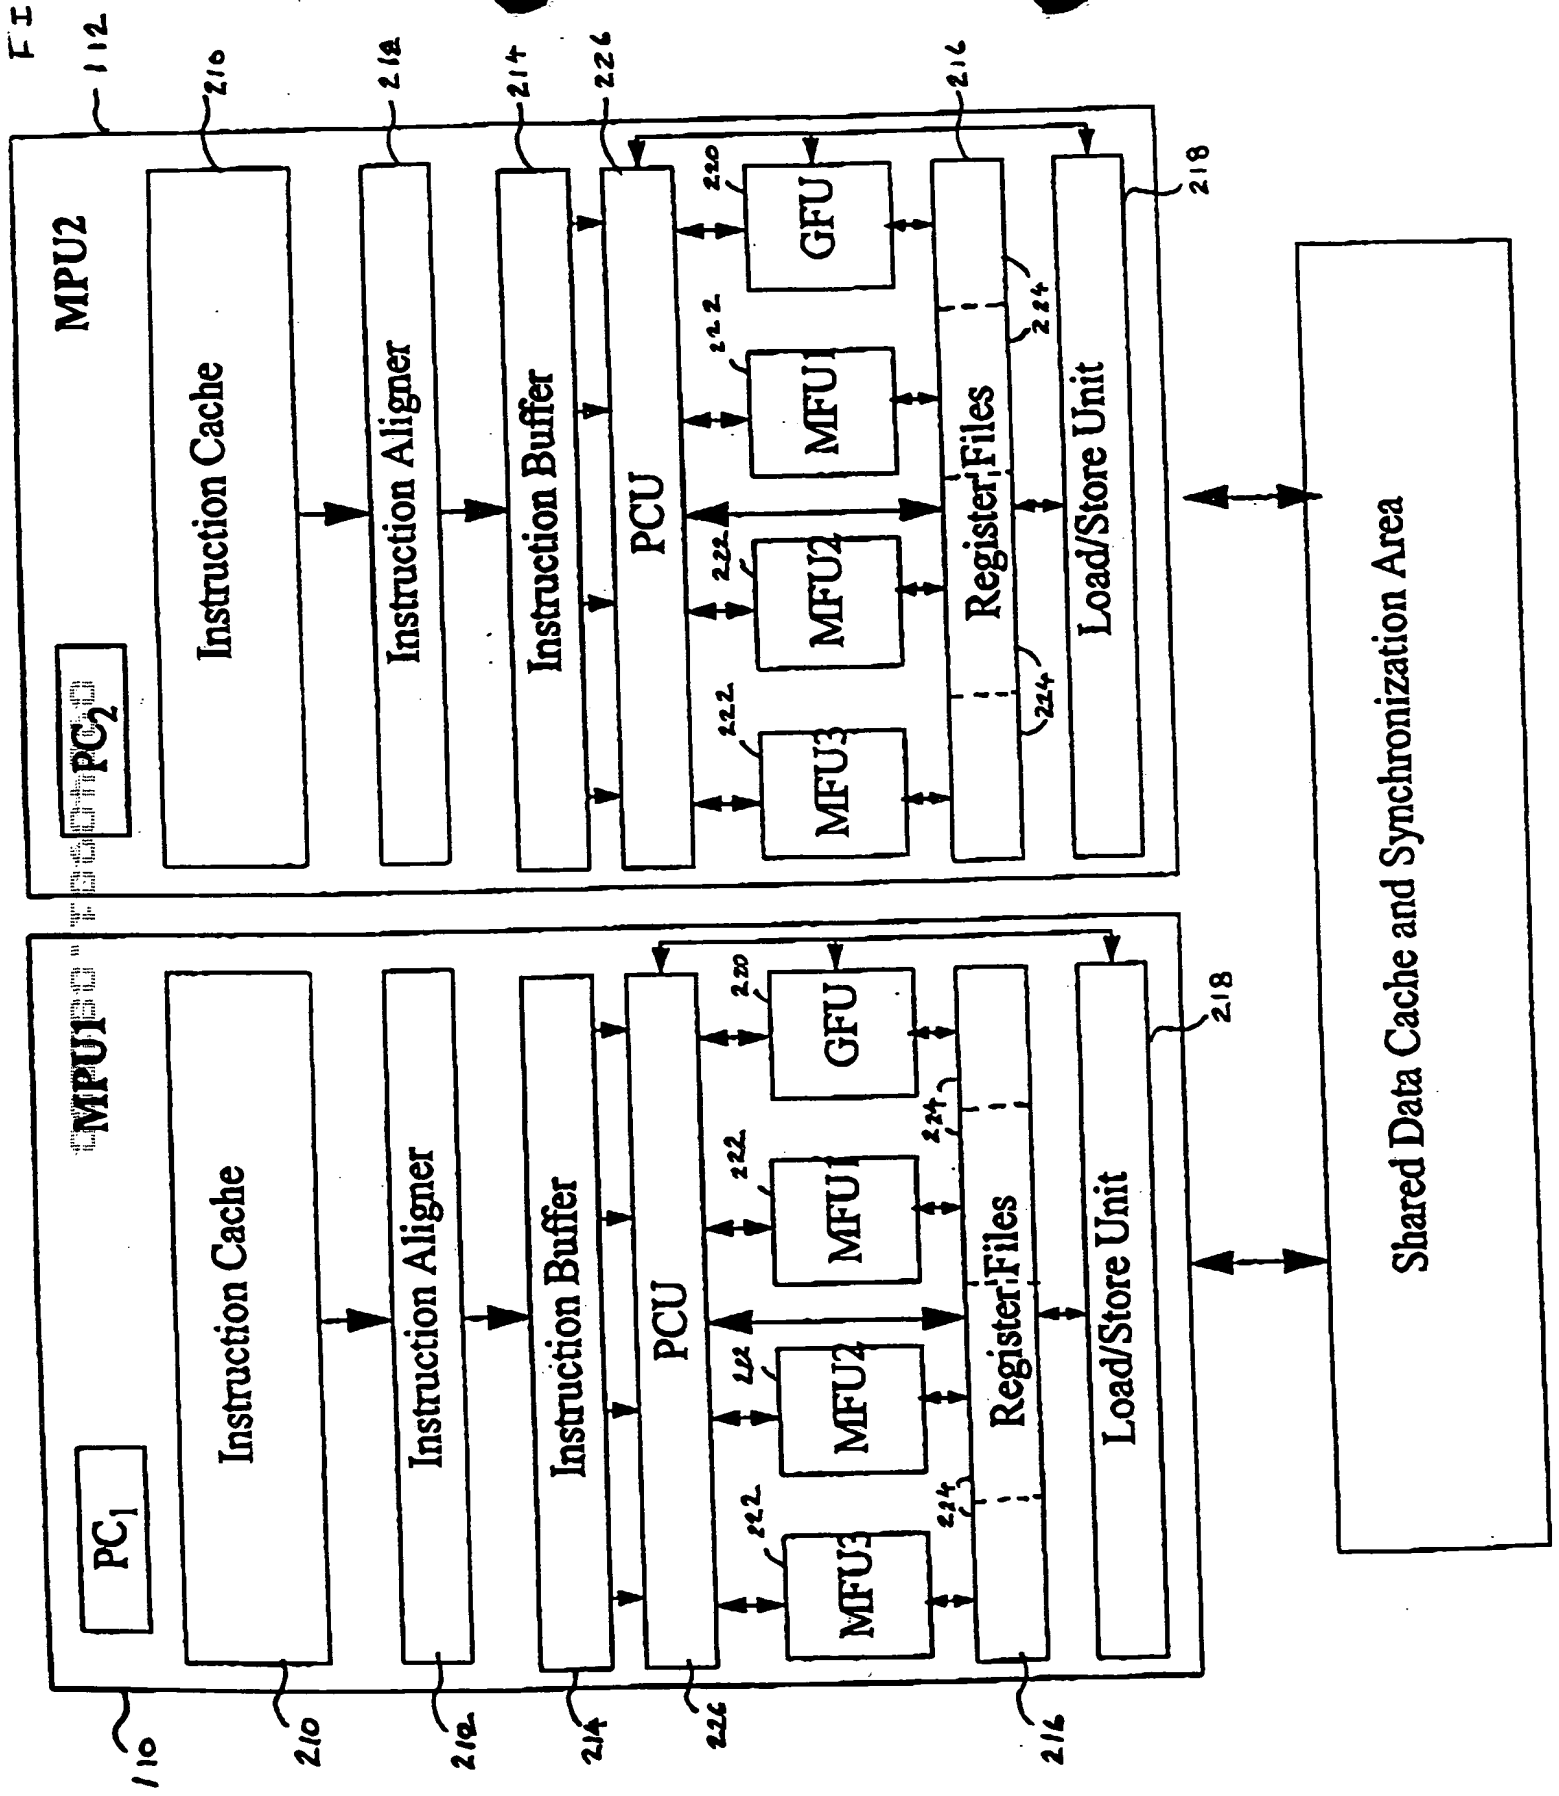 FI
112
MPU2
PC2
210
Instruction Cache
212
Instruction Aligner
214
Instruction Buffer
226
PCU
220
GFU
222
MFU1
222
MFU2
222
MFU3
216
Register Files
224
224
224
Load/Store Unit
218
MPU1
PC1
110
Instruction Cache
210
Instruction Aligner
212
Instruction Buffer
214
PCU
226
220
GFU
222
MFU1
222
MFU2
222
MFU3
224
224
Register Files
216
Load/Store Unit
218
Shared Data Cache and Synchronization Area